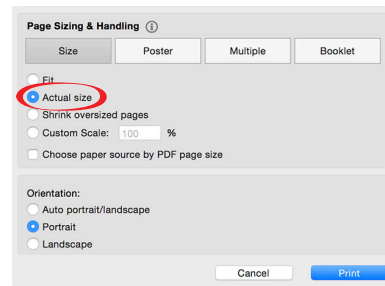 Page Sizing & Handling i
Size Poster Multiple Booklet
Fit
Actual size
Shrink oversized pages
Custom Scale: 100 %
Choose paper source by PDF page size
Orientation:
Auto portrait/landscape
Portrait
Landscape
Cancel Print